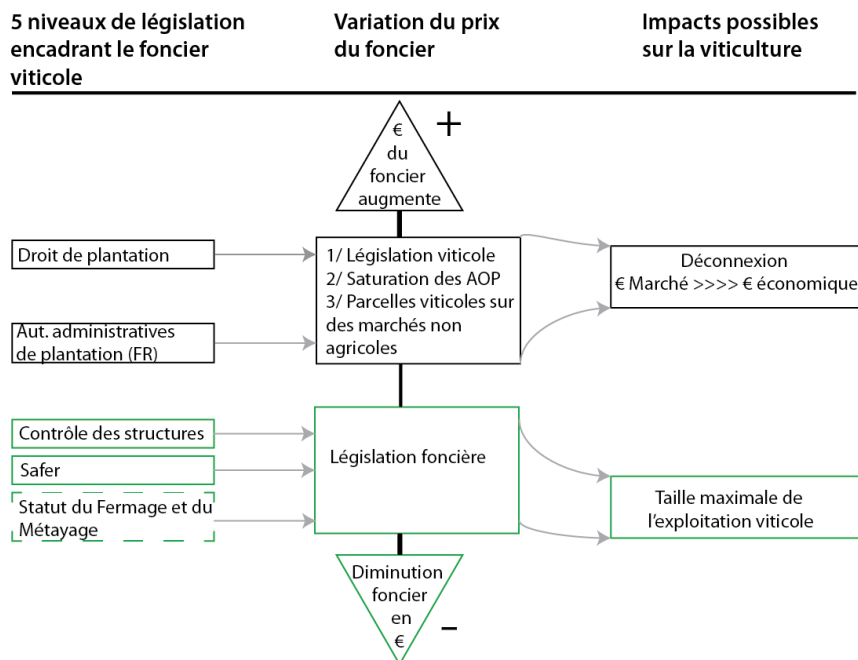 5 niveaux de législation
encadrant le foncier
viticole
Variation du prix
du foncier
Impacts possibles
sur la viticulture
€
du
foncier
augmente
+
Droit de plantation
Aut. administratives
de plantation (FR)
1/ Législation viticole
2/ Saturation des AOP
3/ Parcelles viticoles sur
des marchés non
agricoles
Déconnexion
€ Marché >>>> € économique
Contrôle des structures
Safer
Statut du Fermage et du
Métayage
Législation foncière
Taille maximale de
l'exploitation viticole
Diminution
foncier
en
€
-